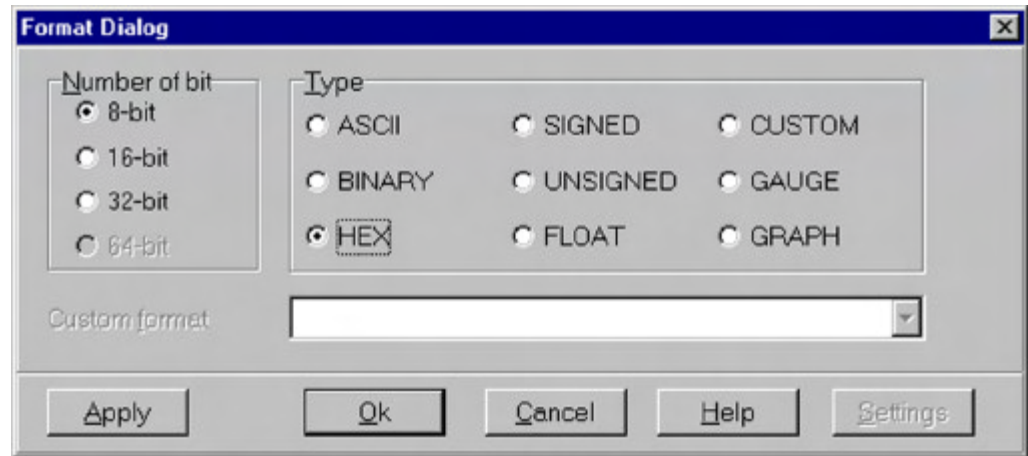 Format Dialog
Number of bit
8-bit
16-bit
32-bit
64-bit
Type
ASCII SIGNED CUSTOM
BINARY UNSIGNED GAUGE
HEX FLOAT GRAPH
Custom format
Apply Ok Cancel Help Settings